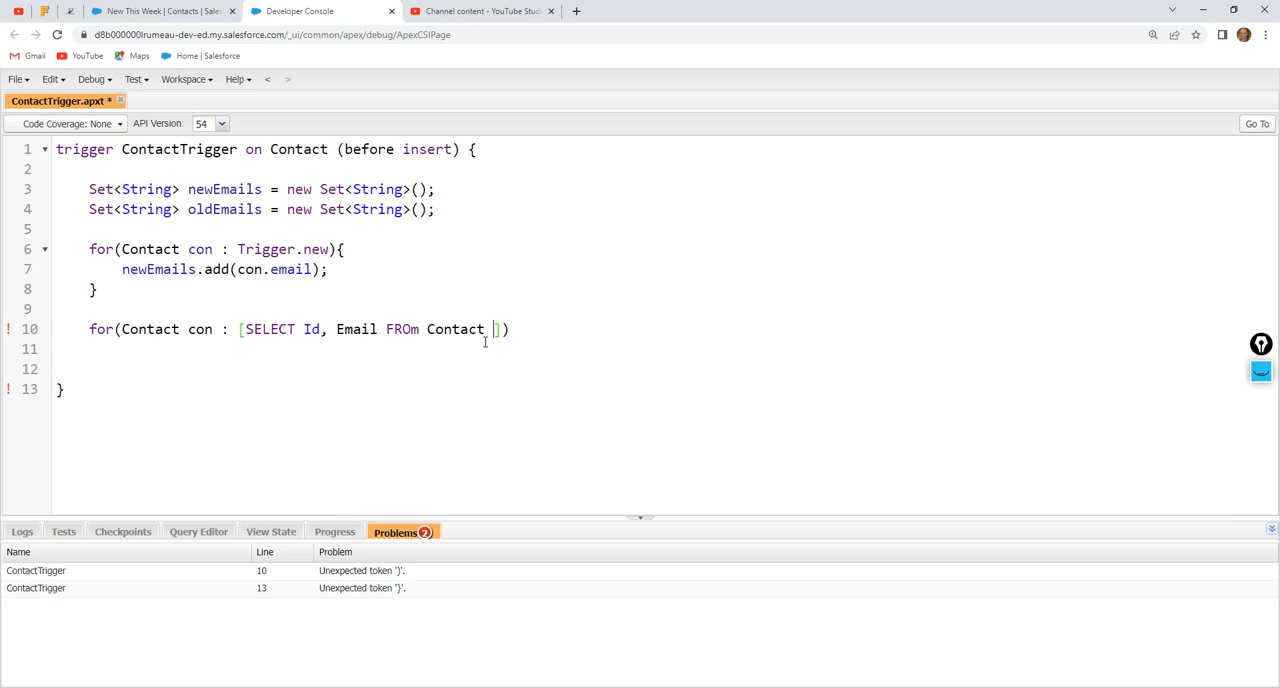 New This Week | Contacts | Sales
Developer Console
Channel content - YouTube Stud
d8b000000lrumeau-dev-ed.my.salesforce.com/_ui/common/apex/debug/ApexCSIPage
Gmail YouTube Maps Home | Salesforce
File Edit Debug Test Workspace Help < >
ContactTrigger.apxt *
Code Coverage: None API Version: 54 Go To
1 trigger ContactTrigger on Contact (before insert) {
2
3 Set<String> newEmails = new Set<String>();
4 Set<String> oldEmails = new Set<String>();
5
6 for(Contact con : Trigger.new){
7 newEmails.add(con.email);
8 }
9
! 10 for(Contact con : [SELECT Id, Email FROm Contact ])
11
12
! 13 }
Logs Tests Checkpoints Query Editor View State Progress Problems 2
Name Line Problem
ContactTrigger 10 Unexpected token ')'.
ContactTrigger 13 Unexpected token '}'.